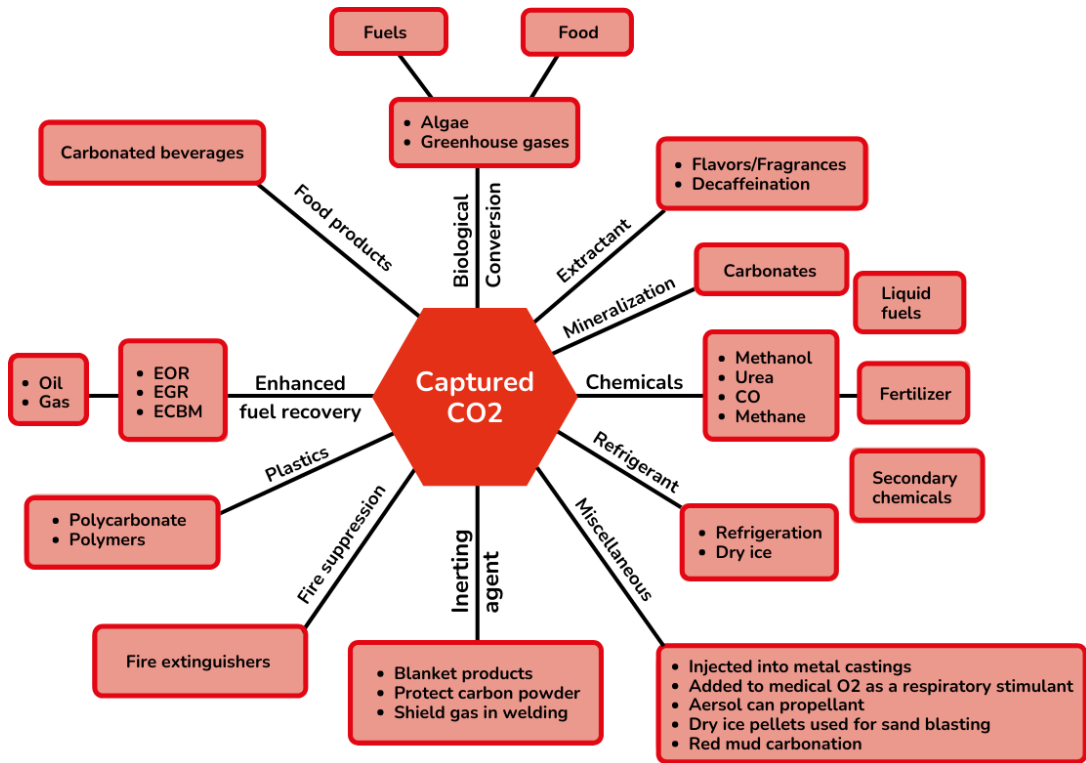 Fuels
Food
• Algae
• Greenhouse gases
Carbonated beverages
• Flavors/Fragrances
• Decaffeination
Food products
Biological
Conversion
Extractant
Mineralization
Carbonates
Liquid
fuels
Captured
CO2
• Oil
• Gas
• EOR
• EGR
• ECBM
Enhanced
fuel recovery
Chemicals
• Methanol
• Urea
• CO
• Methane
Fertilizer
Plastics
Refrigerant
Secondary
chemicals
• Polycarbonate
• Polymers
Fire suppression
Inerting
agent
Miscellaneous
• Refrigeration
• Dry ice
Fire extinguishers
• Blanket products
• Protect carbon powder
• Shield gas in welding
• Injected into metal castings
• Added to medical O2 as a respiratory stimulant
• Aersol can propellant
• Dry ice pellets used for sand blasting
• Red mud carbonation